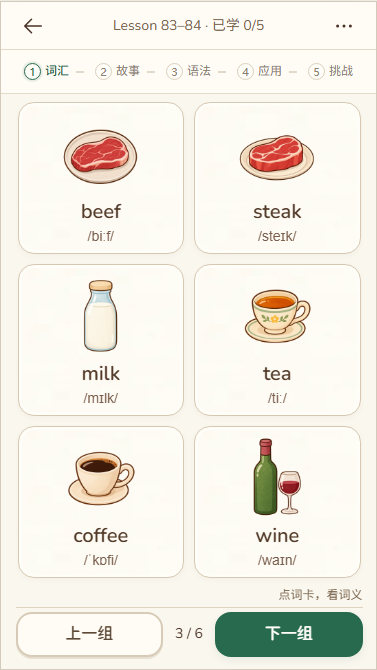 Lesson 83–84 · 已学 0/5
1 词汇 – 2 故事 – 3 语法 – 4 应用 – 5 挑战
beef steak
/biːf/ /steɪk/
milk tea
/mɪlk/ /tiː/
coffee wine
/ˈkɒfi/ /waɪn/
点词卡，看词义
上一组 3 / 6 下一组